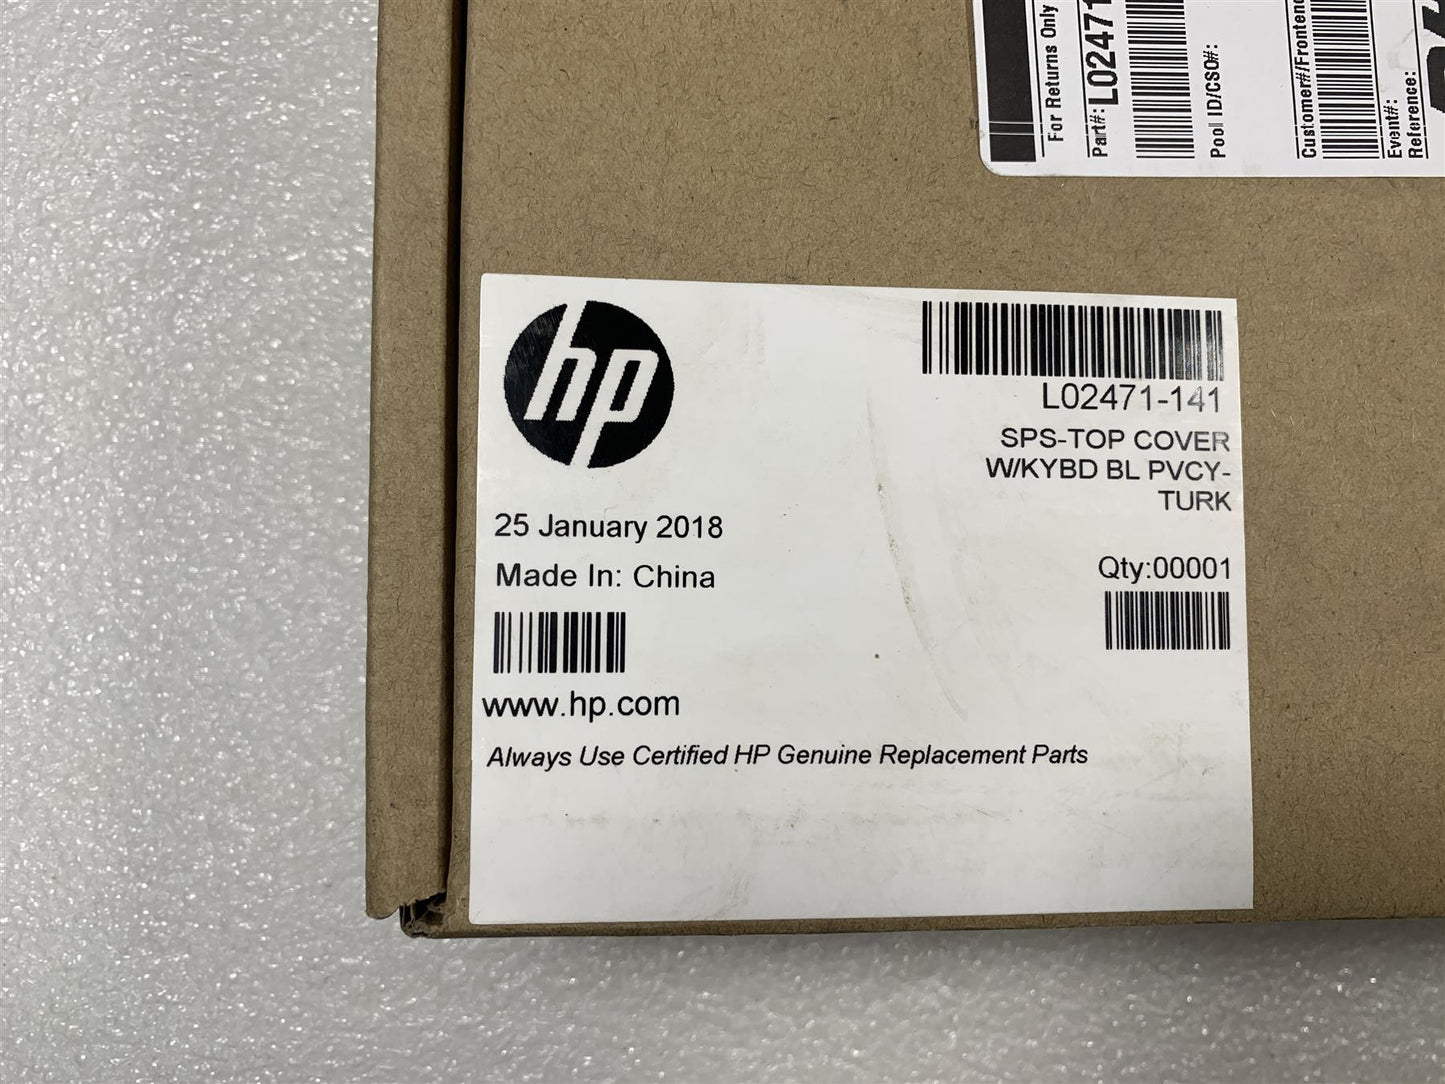 For Returns Only
Part#: L02471
Pool ID/CSO#:
Event#:
Reference:
hp
L02471-141
SPS-TOP COVER
W/KYBD BL PVCY-
TURK
25 January 2018
Made In: China
Qty:00001
www.hp.com
Always Use Certified HP Genuine Replacement Parts